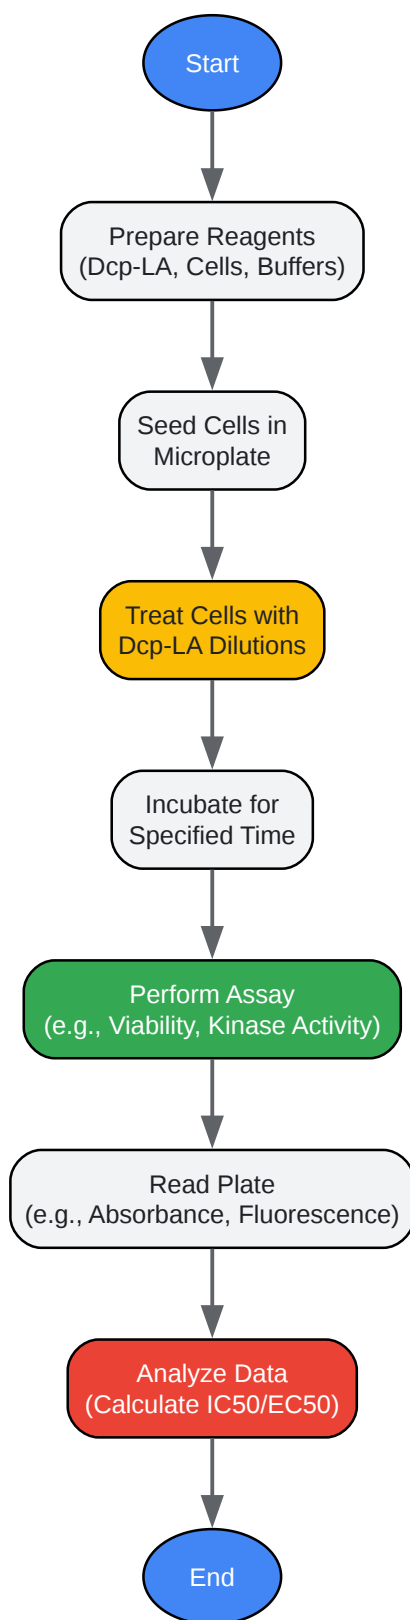 Start
Prepare Reagents
(Dcp-LA, Cells, Buffers)
Seed Cells in
Microplate
Treat Cells with
Dcp-LA Dilutions
Incubate for
Specified Time
Perform Assay
(e.g., Viability, Kinase Activity)
Read Plate
(e.g., Absorbance, Fluorescence)
Analyze Data
(Calculate IC50/EC50)
End